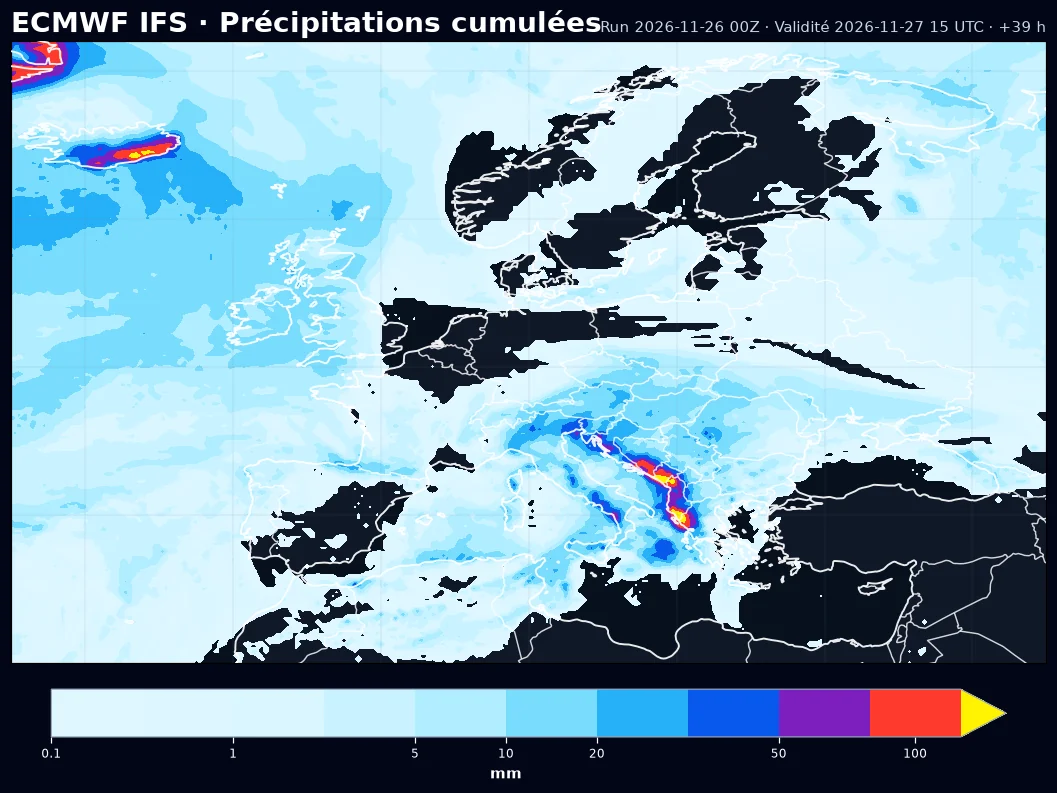 ECMWF IFS · Précipitations cumulées
Run 2026-11-26 00Z · Validité 2026-11-27 15 UTC · +39 h
0.1 1 5 10 20 50 100
mm